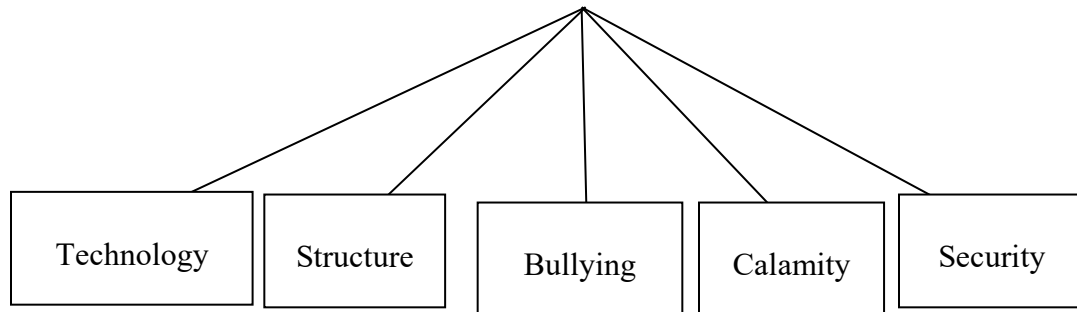 Technology
Structure
Bullying
Calamity
Security